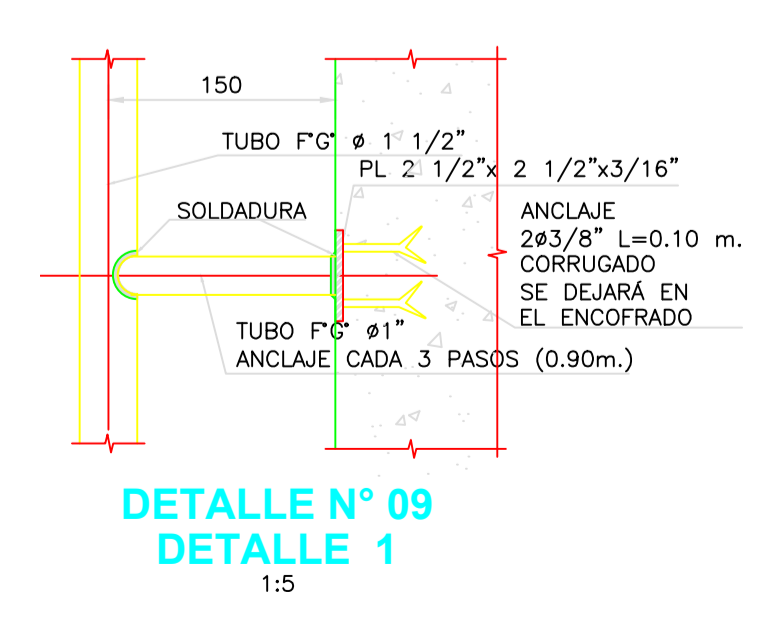 150
TUBO F°G° ø 1 1/2"
PL 2 1/2"x 2 1/2"x3/16"
SOLDADURA
ANCLAJE
2ø3/8" L=0.10 m.
CORRUGADO
SE DEJARÁ EN
EL ENCOFRADO
TUBO F°G° ø1"
ANCLAJE CADA 3 PASOS (0.90m.)
DETALLE N° 09
DETALLE 1
1:5